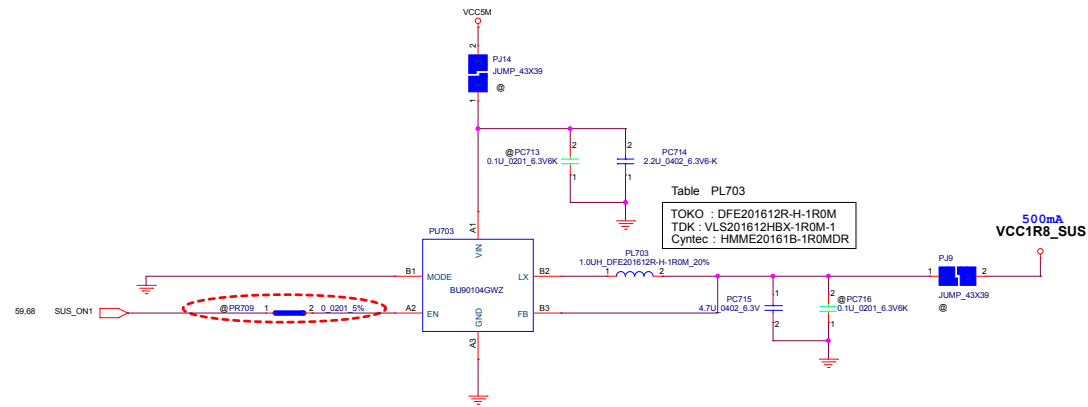 VCC5M
2
PJ14
JUMP_43X39
@
1
@PC713
0.1U_0201_6.3V6K
2
1
2
PC714
2.2U_0402_6.3V6-K
1
Table PL703
TOKO : DFE201612R-H-1R0M
TDK : VLS201612HBX-1R0M-1
Cyntec : HMME20161B-1R0MDR
500mA
VCC1R8_SUS
PU703
A1
VIN
B1
MODE
BU90104GWZ
LX
B2
PL703
1.0UH_DFE201612R-H-1R0M_20%
1
2
1
PJ9
2
JUMP_43X39
@
59,68
SUS_ON1
@PR709
1
2
0_0201_5%
A2
EN
GND
A3
FB
B3
PC715
4.7U_0402_6.3V
1
2
2
@PC716
0.1U_0201_6.3V6K
1